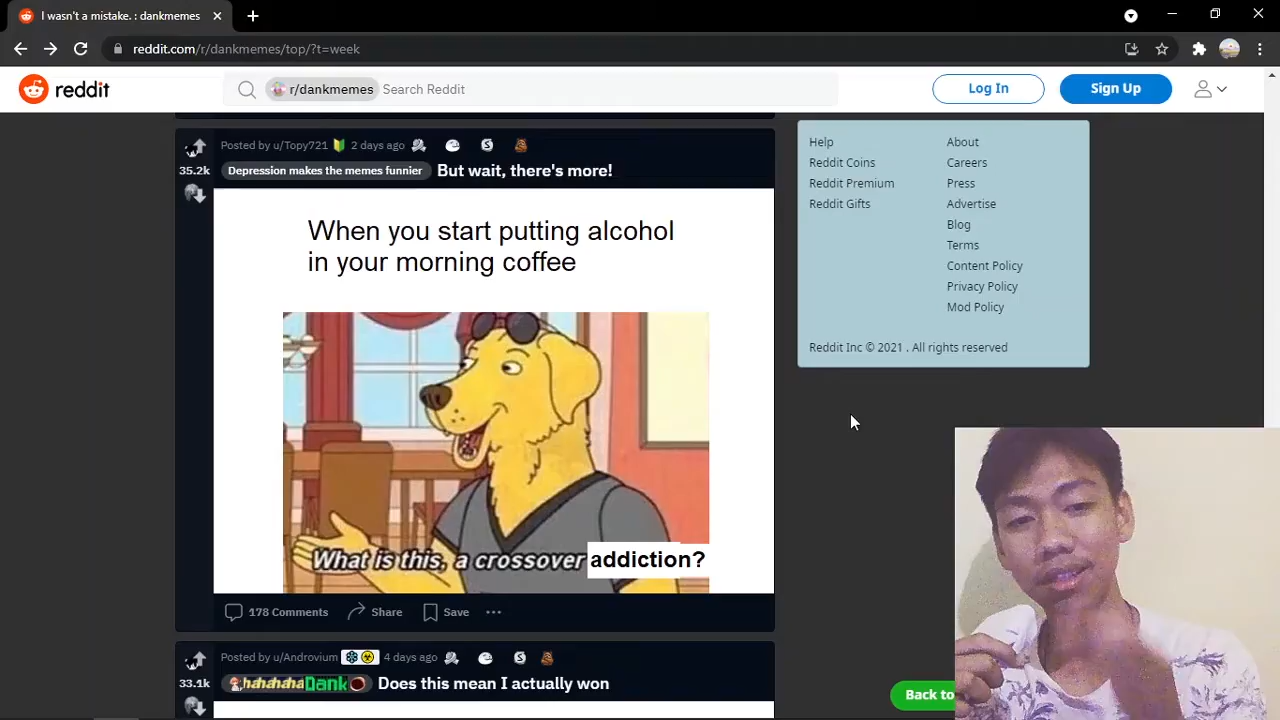 I wasn't a mistake. : dankmemes
reddit.com/r/dankmemes/top/?t=week
reddit
r/dankmemes
Search Reddit
Log In
Sign Up
Posted by u/Topy721 2 days ago
35.2k
Depression makes the memes funnier
But wait, there's more!
When you start putting alcohol
in your morning coffee
What is this, a crossover addiction?
178 Comments
Share
Save
Posted by u/Androvium 4 days ago
33.1k
hahahaha Dank
Does this mean I actually won
Help
Reddit Coins
Reddit Premium
Reddit Gifts
About
Careers
Press
Advertise
Blog
Terms
Content Policy
Privacy Policy
Mod Policy
Reddit Inc © 2021 . All rights reserved
Back to